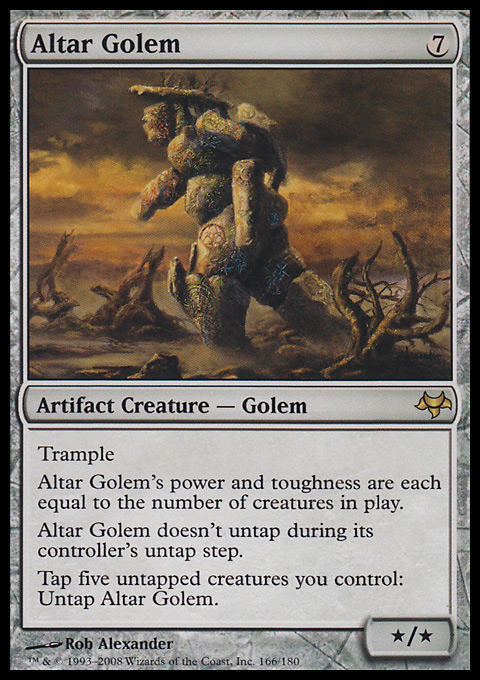 Altar Golem 7
Artifact Creature — Golem
Trample
Altar Golem's power and toughness are each
equal to the number of creatures in play.
Altar Golem doesn't untap during its
controller's untap step.
Tap five untapped creatures you control:
Untap Altar Golem.
Rob Alexander
★/★
™ & © 1993–2008 Wizards of the Coast, Inc. 166/180